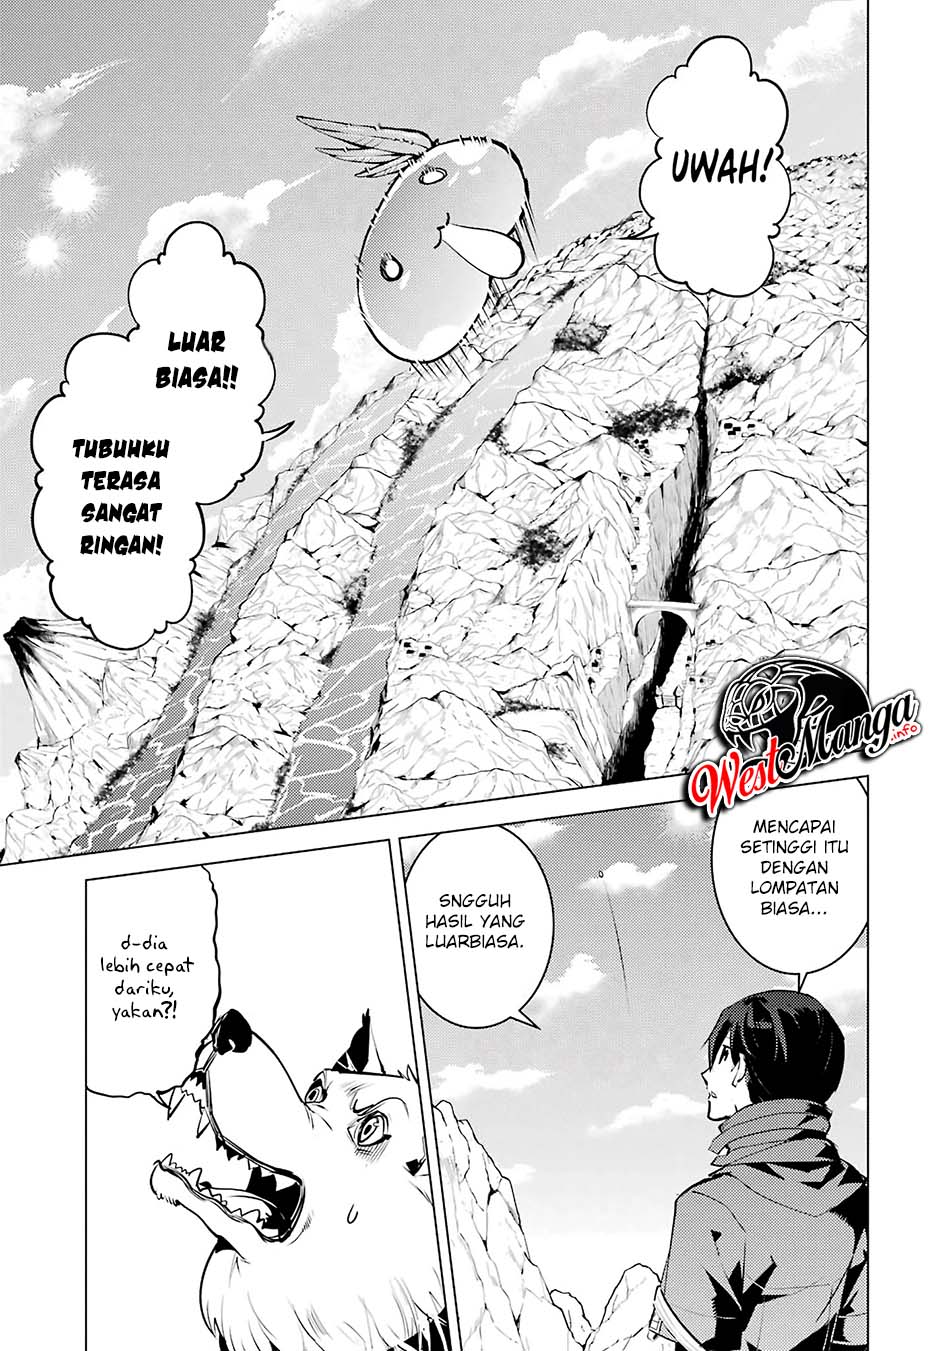 UWAH!
LUAR
BIASA!!
TUBUHKU
TERASA
SANGAT
RINGAN!
WestManga
.info
MENCAPAI
SETINGGI ITU
DENGAN
LOMPATAN
BIASA...
SNGGUH
HASIL YANG
LUARBIASA.
d-dia
lebih cepat
dariku,
yakan?!